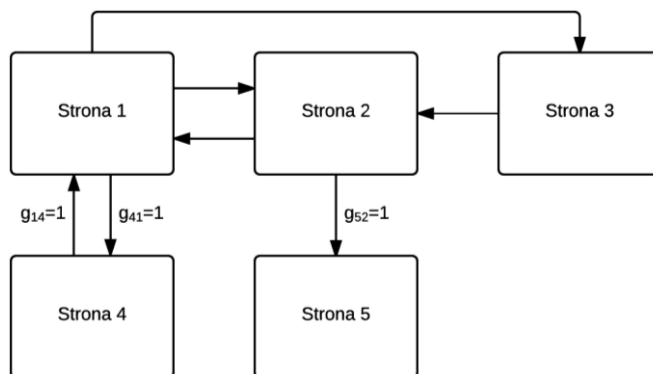 Strona 1
Strona 2
Strona 3
g₁₄=1
g₄₁=1
g₅₂=1
Strona 4
Strona 5